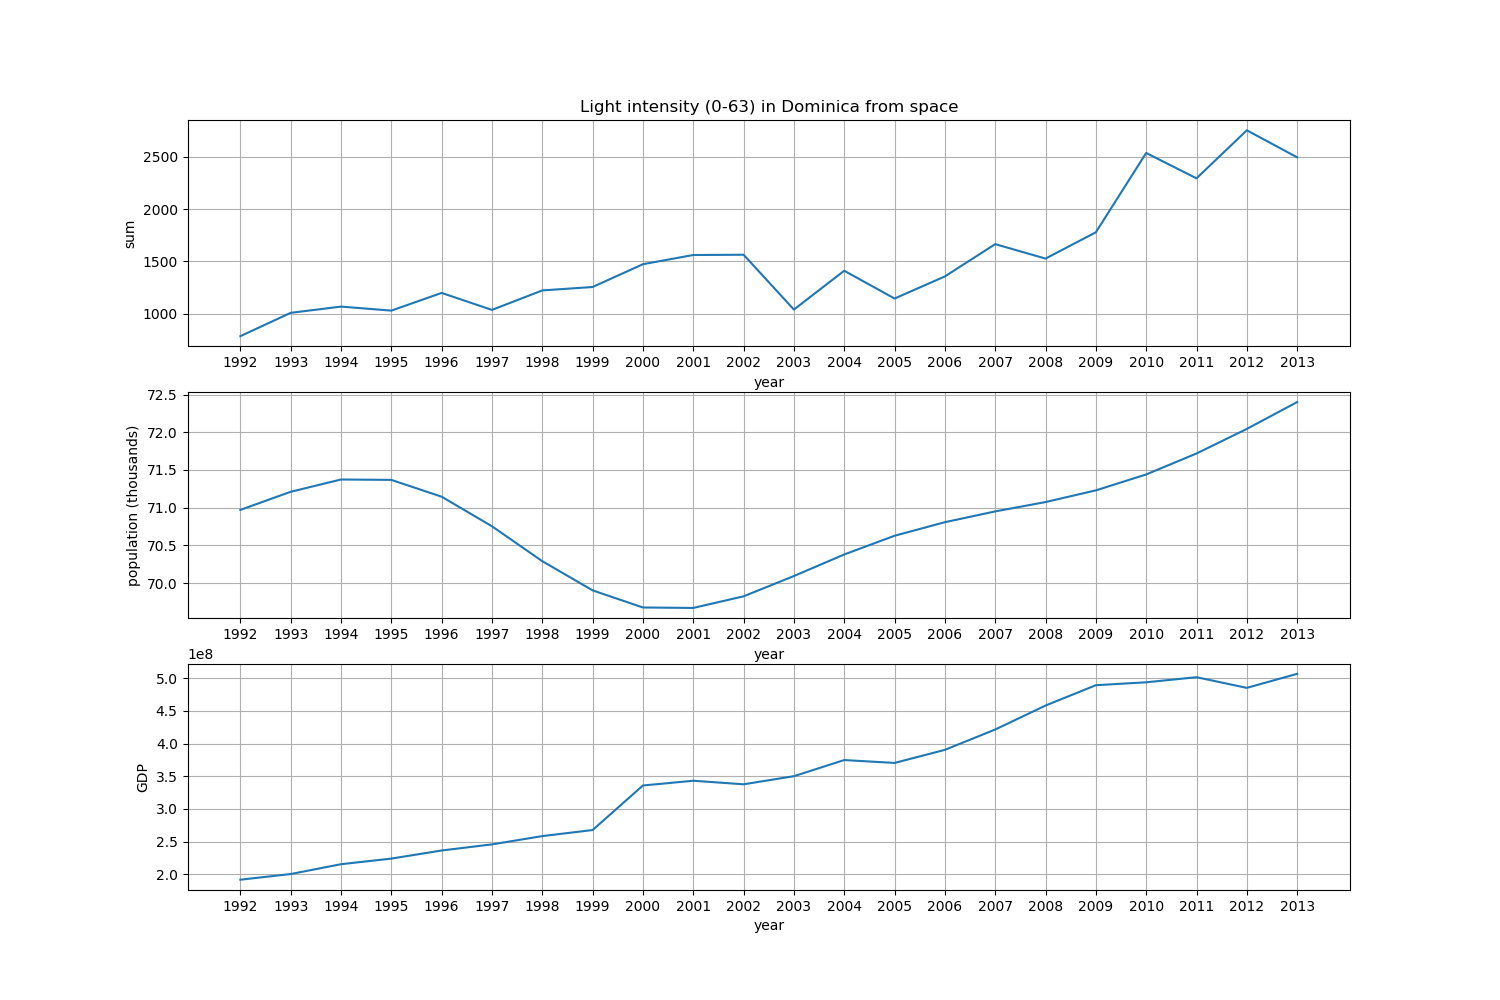 Light intensity (0-63) in Dominica from space
2500
2000
1500
1000
sum
1992 1993 1994 1995 1996 1997 1998 1999 2000 2001 2002 2003 2004 2005 2006 2007 2008 2009 2010 2011 2012 2013
year
72.5
72.0
71.5
71.0
70.5
70.0
population (thousands)
1992 1993 1994 1995 1996 1997 1998 1999 2000 2001 2002 2003 2004 2005 2006 2007 2008 2009 2010 2011 2012 2013
year
1e8
5.0
4.5
4.0
3.5
3.0
2.5
2.0
GDP
1992 1993 1994 1995 1996 1997 1998 1999 2000 2001 2002 2003 2004 2005 2006 2007 2008 2009 2010 2011 2012 2013
year